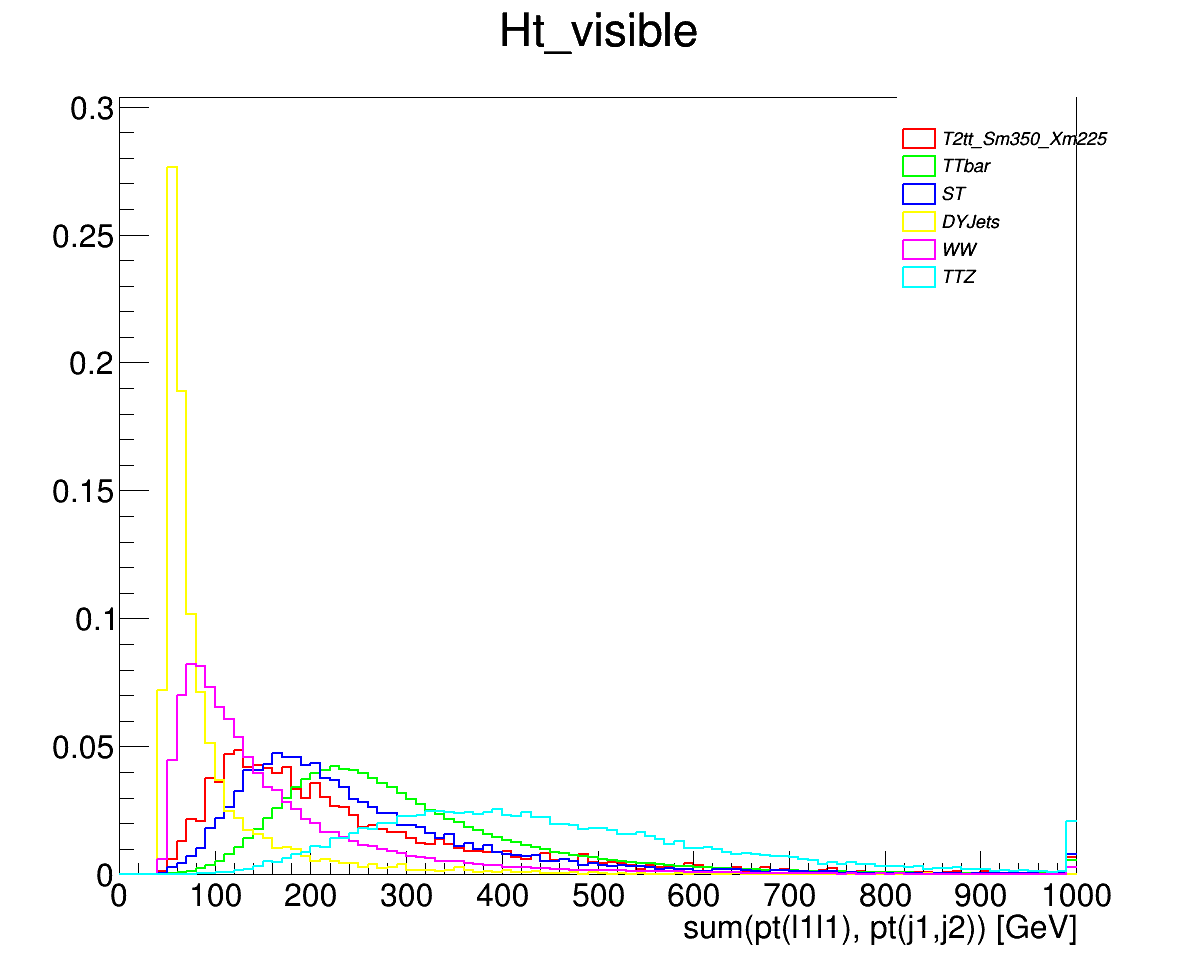 Ht_visible
0.3
0.25
0.2
0.15
0.1
0.05
0
T2tt_Sm350_Xm225
TTbar
ST
DYJets
WW
TTZ
0 100 200 300 400 500 600 700 800 900 1000
sum(pt(l1l1), pt(j1,j2)) [GeV]